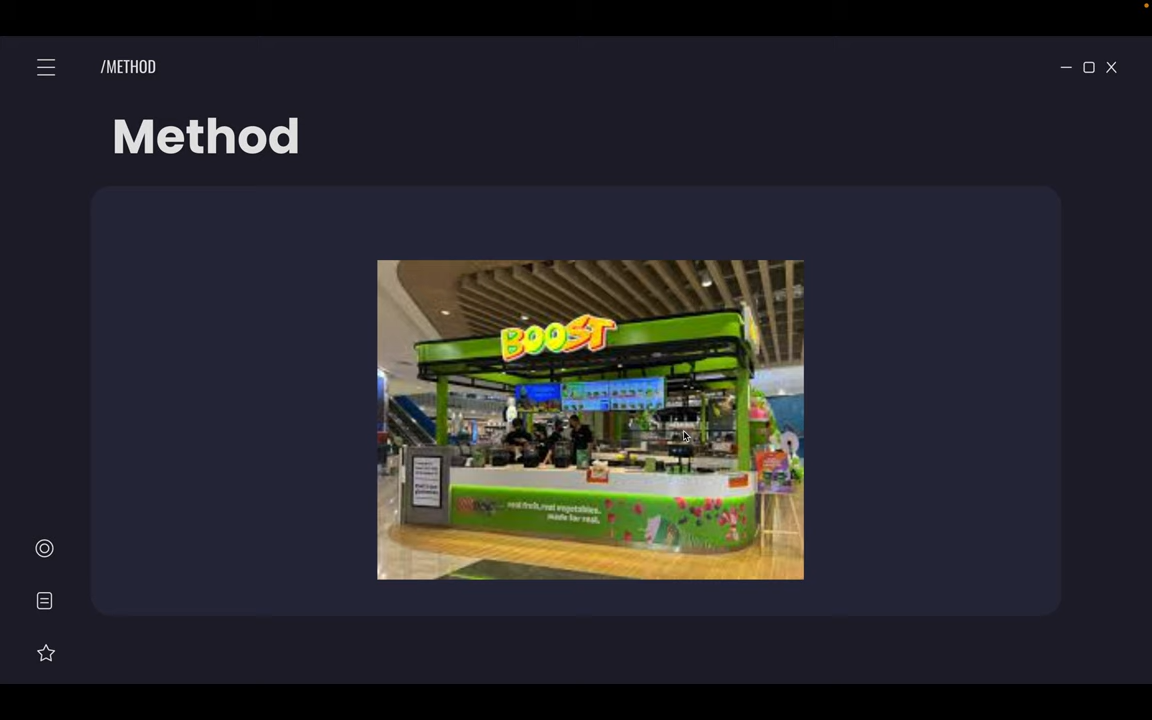 /METHOD
Method
BOOST
real fruit, real vegetables.
made for real.